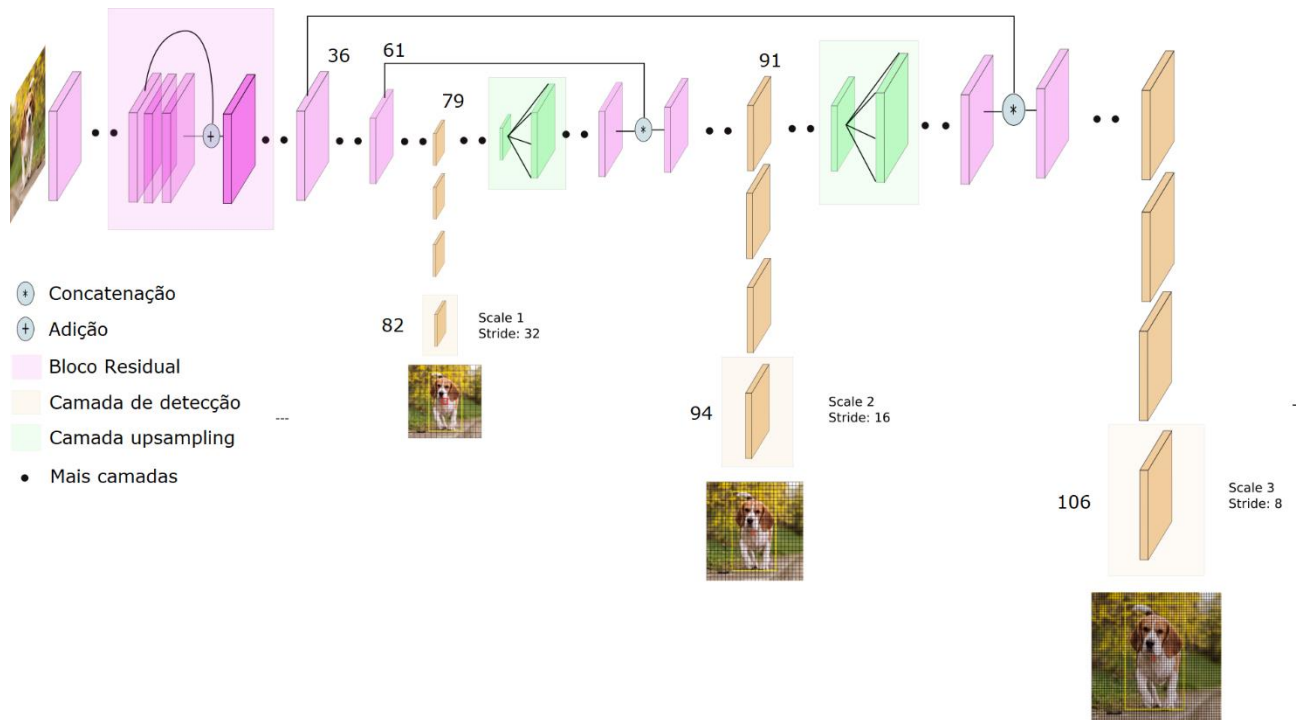 36
61
79
91
*
*
+
* Concatenação
+ Adição
Bloco Residual
Camada de detecção
Camada upsampling
Mais camadas
---
82
Scale 1
Stride: 32
94
Scale 2
Stride: 16
106
Scale 3
Stride: 8